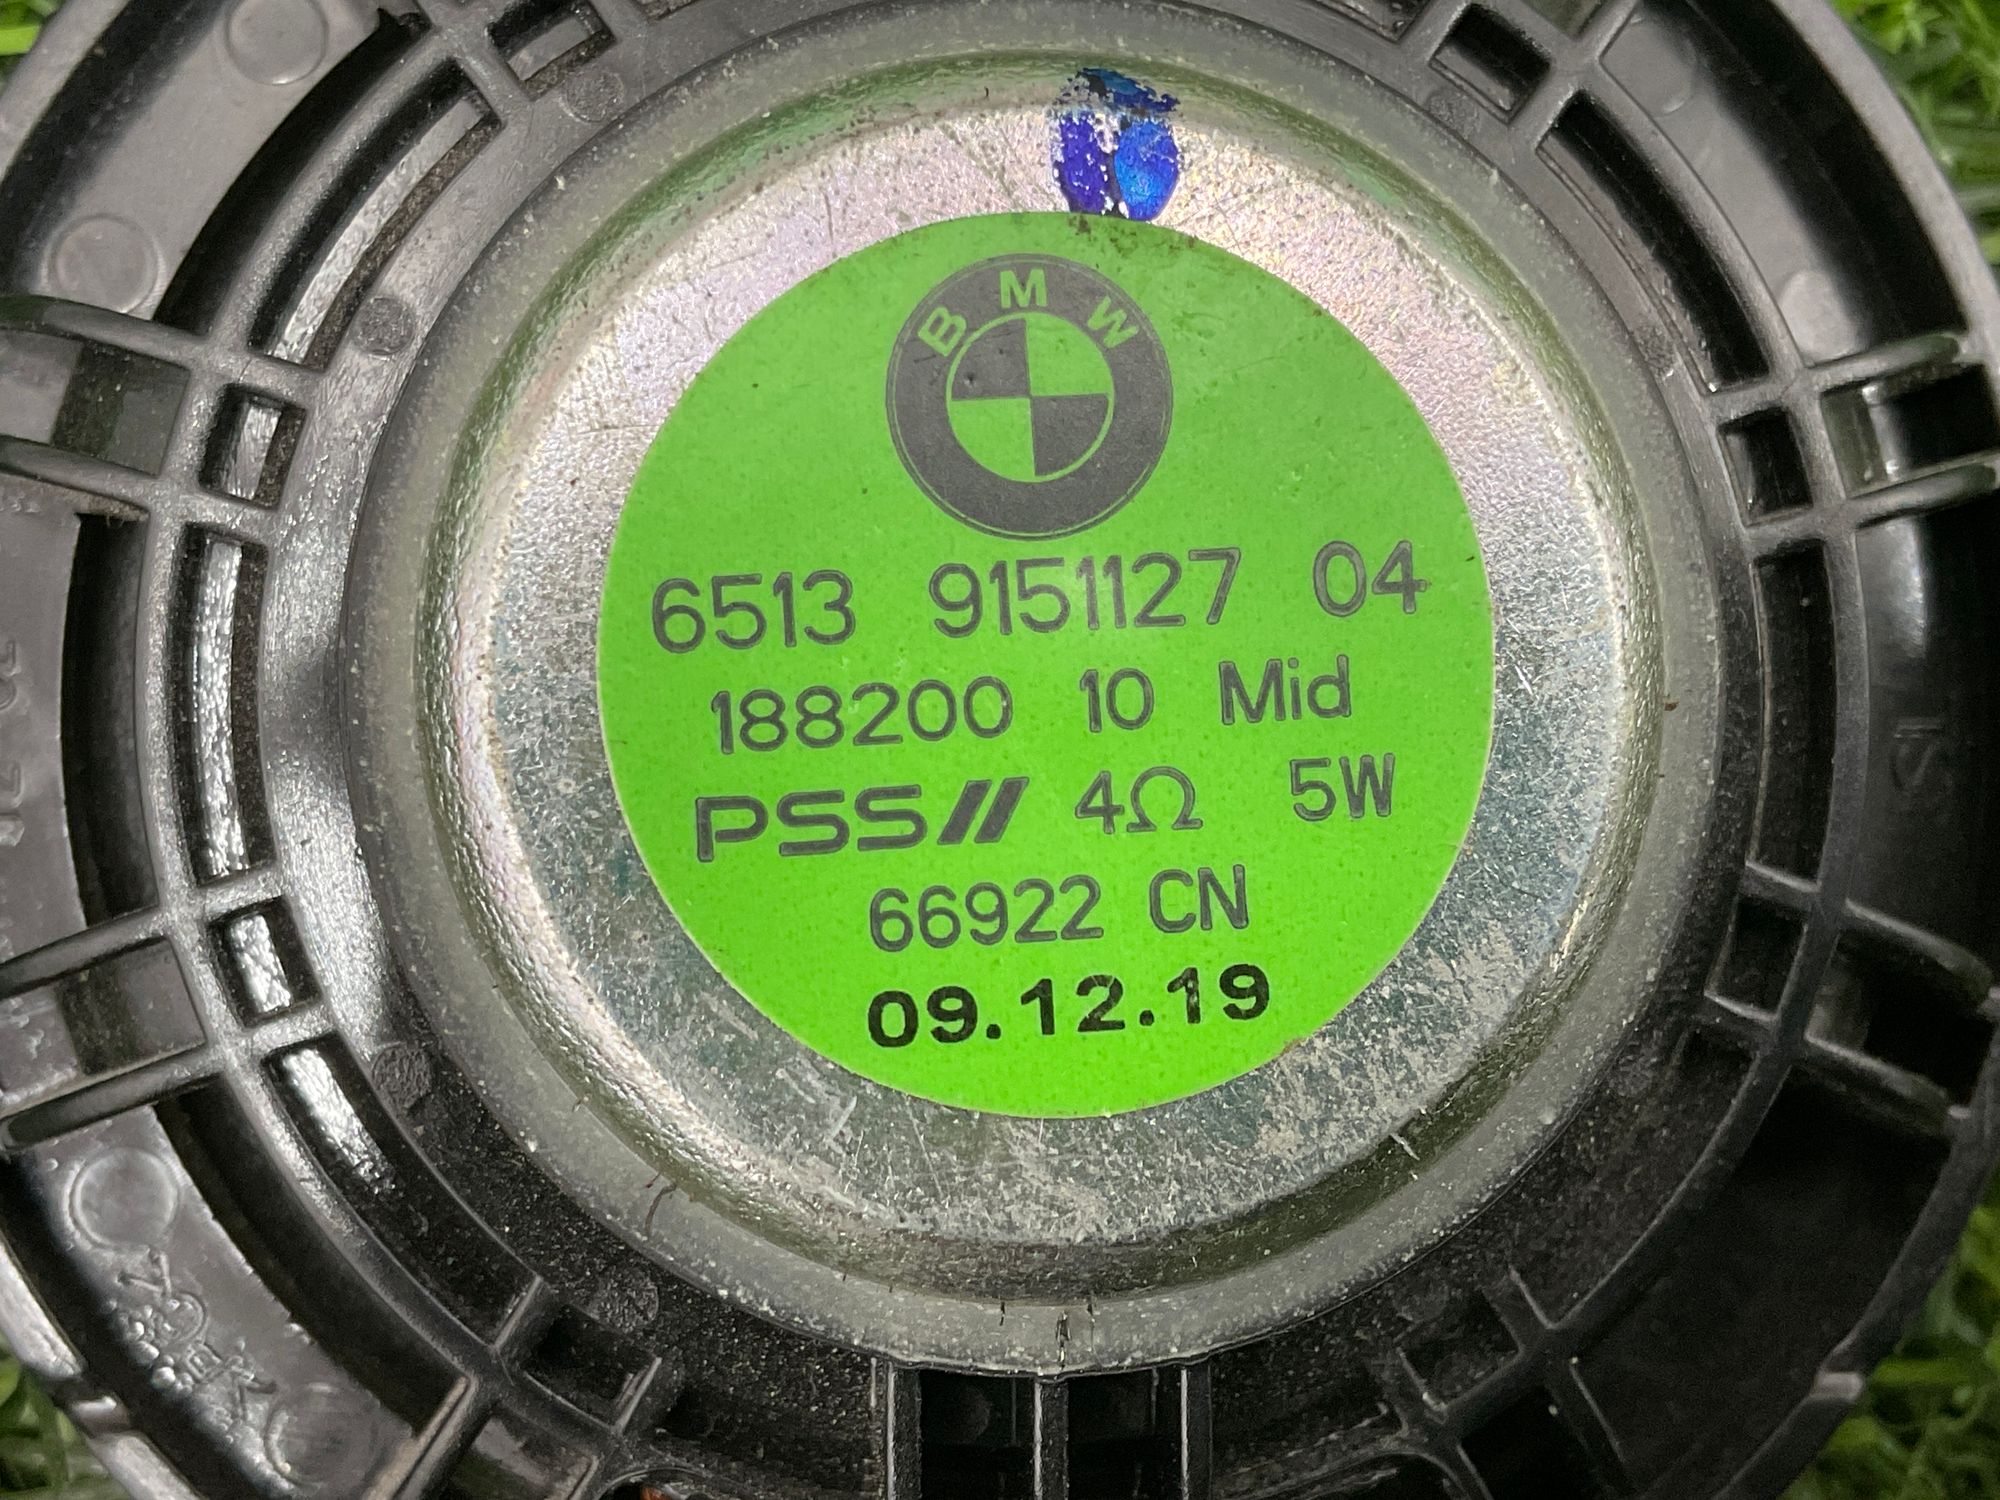 BMW
6513 9151127 04
188200 10 Mid
PSS// 4Ω 5W
66922 CN
09.12.19